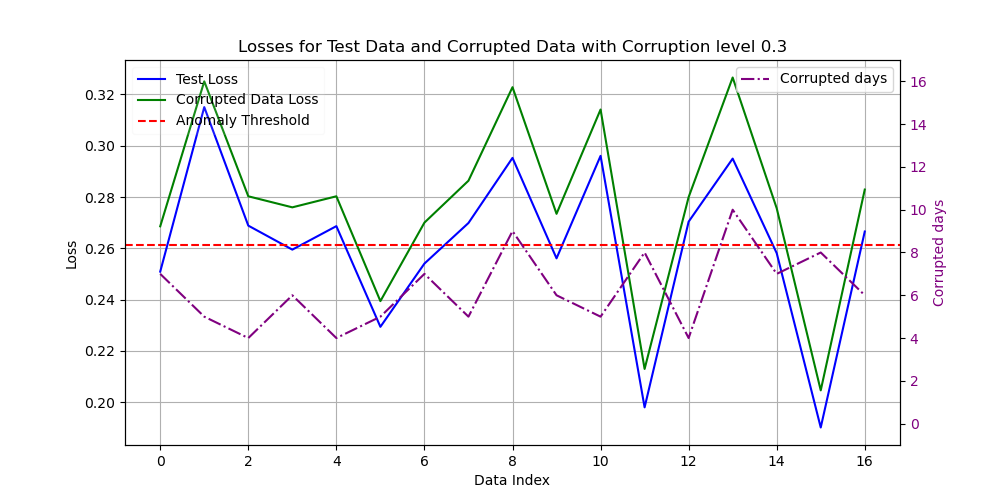 Losses for Test Data and Corrupted Data with Corruption level 0.3
Test Loss
Corrupted Data Loss
Anomaly Threshold
Corrupted days
0.32
0.30
0.28
0.26
0.24
0.22
0.20
Loss
16
14
12
10
8
6
4
2
0
Corrupted days
0 2 4 6 8 10 12 14 16
Data Index